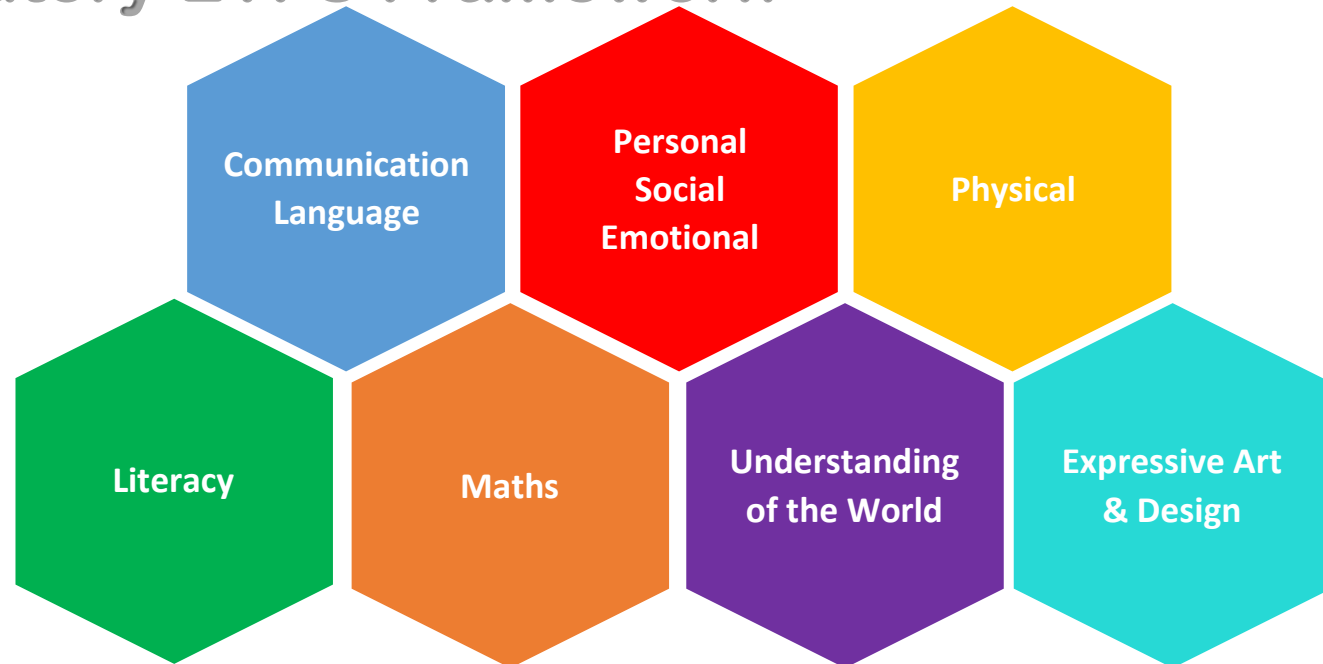 Communication
Language
Personal
Social
Emotional
Physical
Literacy
Maths
Understanding
of the World
Expressive Art
& Design